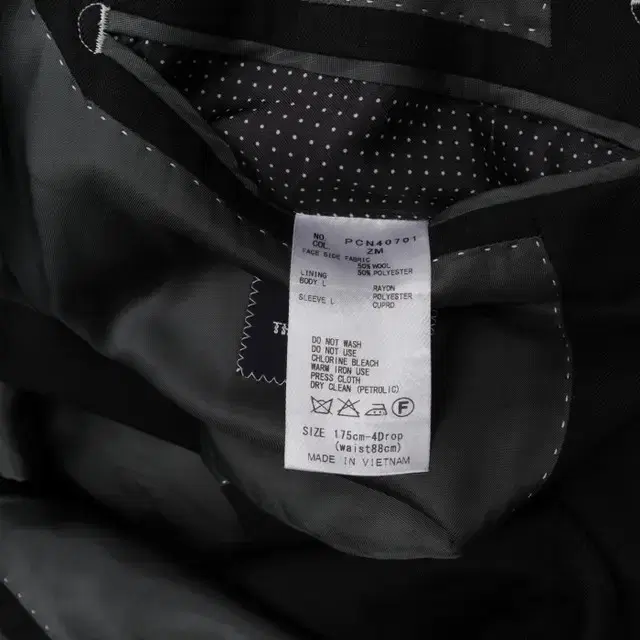 NO. PCN40701
COL. ZM
FACE SIDE FABRIC
50% WOOL
LINING 50% POLYESTER
BODY L
RAYON
SLEEVE L CUPRO
DO NOT WASH
DO NOT USE
CHLORINE BLEACH
WARM IRON USE
PRESS CLOTH
DRY CLEAN (PETROLIC)
F
SIZE 175cm-4Drop
(waist88cm)
MADE IN VIETNAM